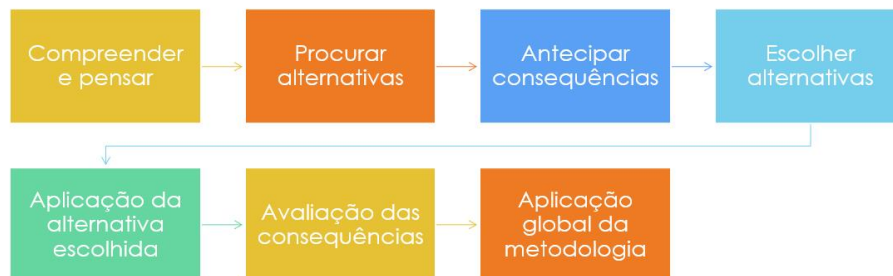 Compreender
e pensar
Procurar
alternativas
Antecipar
consequências
Escolher
alternativas
Aplicação da
alternativa
escolhida
Avaliação das
consequências
Aplicação
global da
metodologia